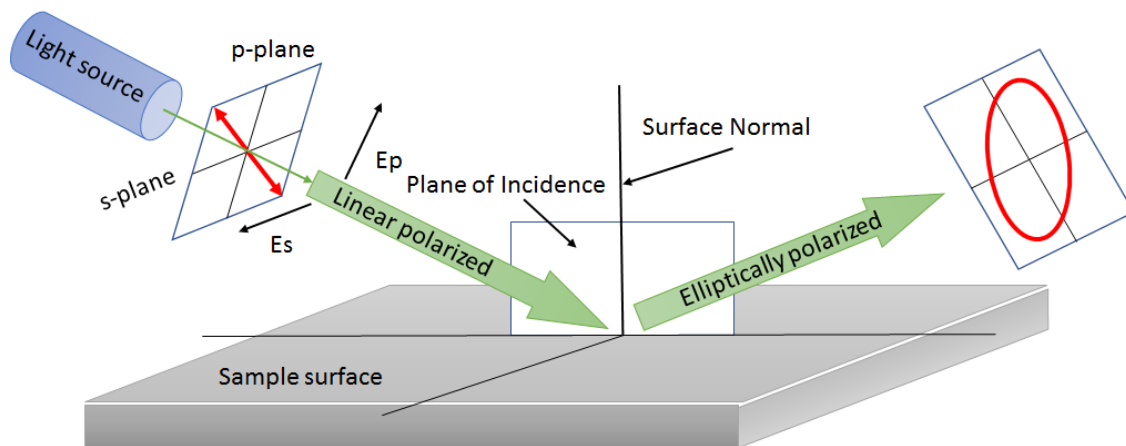 Light source
p-plane
s-plane
Ep
Es
Linear polarized
Plane of Incidence
Surface Normal
Elliptically polarized
Sample surface